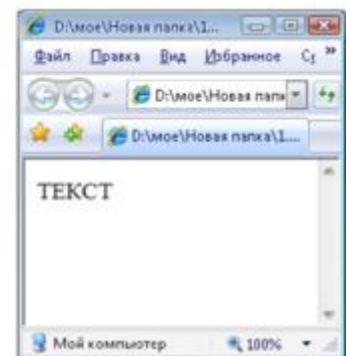 D:\мое\Новая папка\1...
Файл Правка Вид Избранное
D:\мое\Новая папк
D:\мое\Новая папка\1....
ТЕКСТ
Мой компьютер 100%